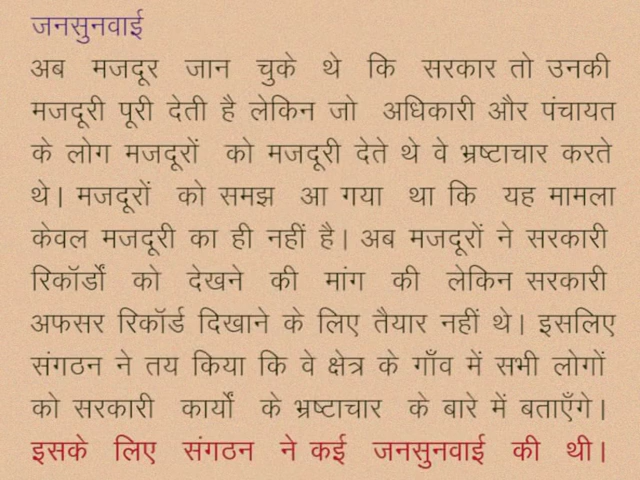 जनसुनवाई
अब मजदूर जान चुके थे कि सरकार तो उनकी
मजदूरी पूरी देती है लेकिन जो अधिकारी और पंचायत
के लोग मजदूरों को मजदूरी देते थे वे भ्रष्टाचार करते
थे। मजदूरों को समझ आ गया था कि यह मामला
केवल मजदूरी का ही नहीं है। अब मजदूरों ने सरकारी
रिकॉर्डों को देखने की मांग की लेकिन सरकारी
अफसर रिकॉर्ड दिखाने के लिए तैयार नहीं थे। इसलिए
संगठन ने तय किया कि वे क्षेत्र के गाँव में सभी लोगों
को सरकारी कार्यों के भ्रष्टाचार के बारे में बताएँगे।
इसके लिए संगठन ने कई जनसुनवाई की थी।